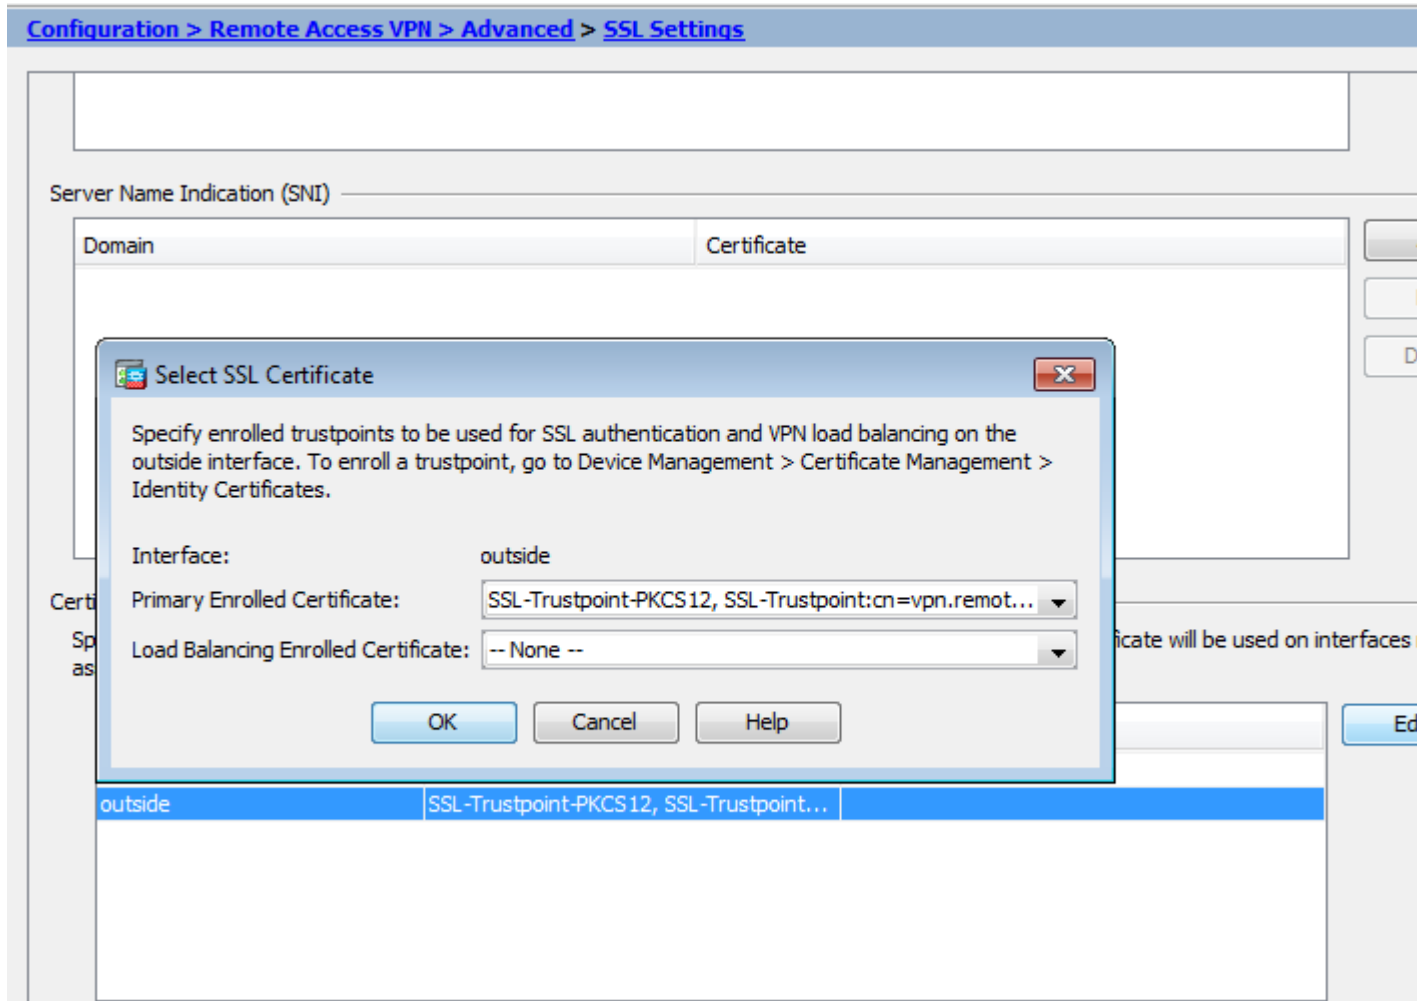 Configuration > Remote Access VPN > Advanced > SSL Settings
Server Name Indication (SNI)
Domain Certificate
D
Select SSL Certificate
Specify enrolled trustpoints to be used for SSL authentication and VPN load balancing on the
outside interface. To enroll a trustpoint, go to Device Management > Certificate Management >
Identity Certificates.
Interface: outside
Primary Enrolled Certificate: SSL-Trustpoint-PKCS12, SSL-Trustpoint:cn=vpn.remot...
Load Balancing Enrolled Certificate: -- None --
OK Cancel Help
Certi
Sp icate will be used on interfaces
as
Ed
outside SSL-Trustpoint-PKCS12, SSL-Trustpoint...